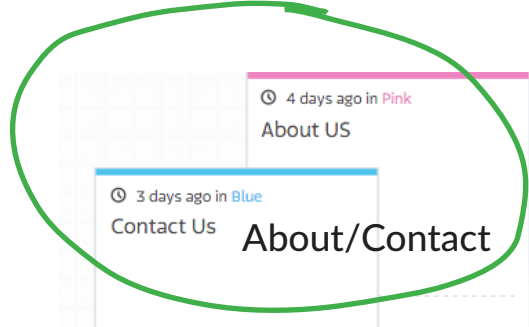 4 days ago in Pink
About US
3 days ago in Blue
Contact Us
About/Contact